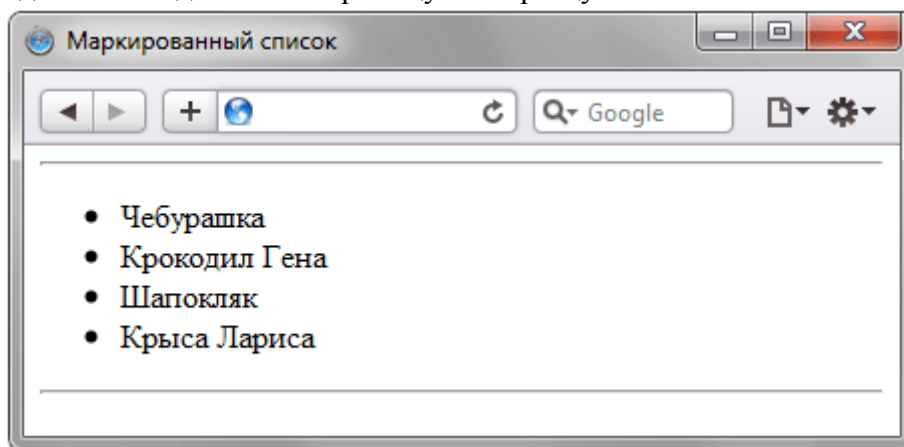 Маркированный список
Google
Чебурашка
Крокодил Гена
Шапокляк
Крыса Лариса